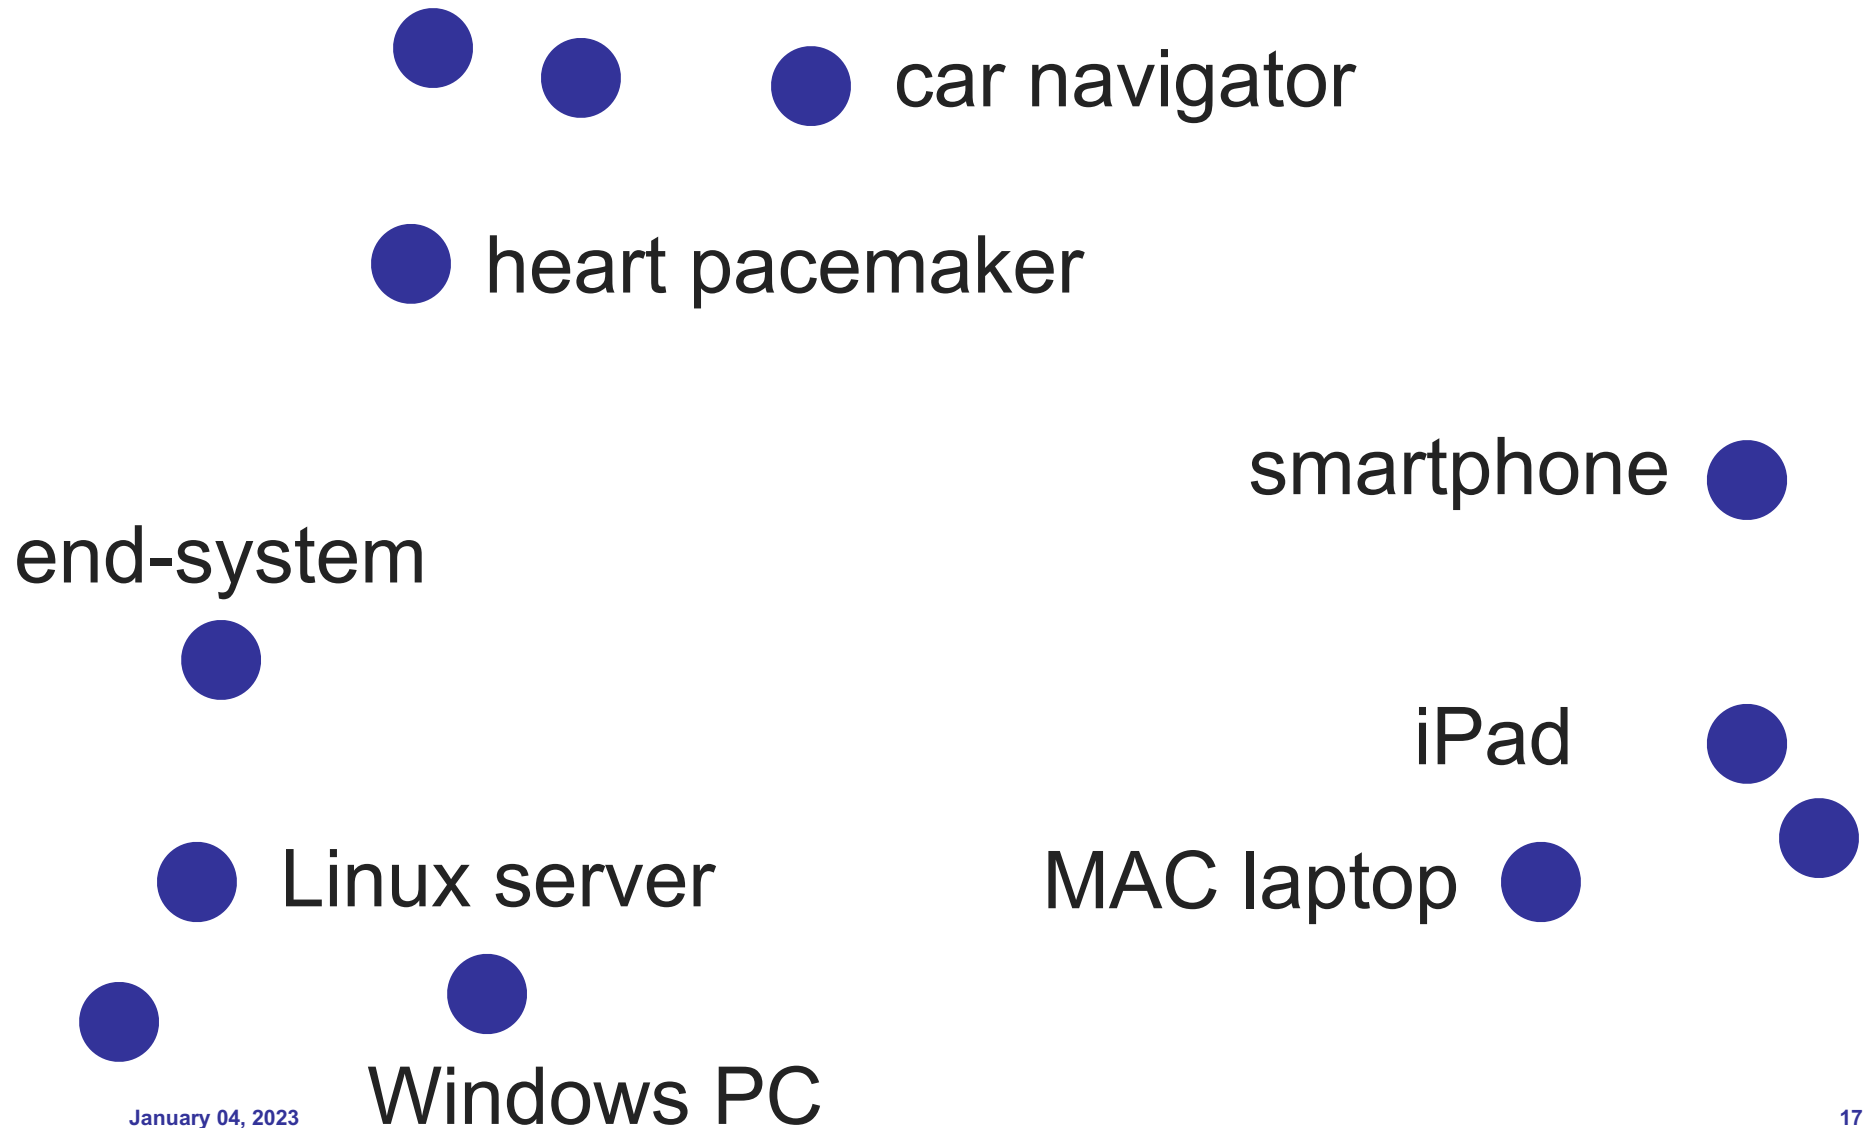 car navigator
heart pacemaker
smartphone
end-system
iPad
Linux server
MAC laptop
Windows PC
January 04, 2023
17